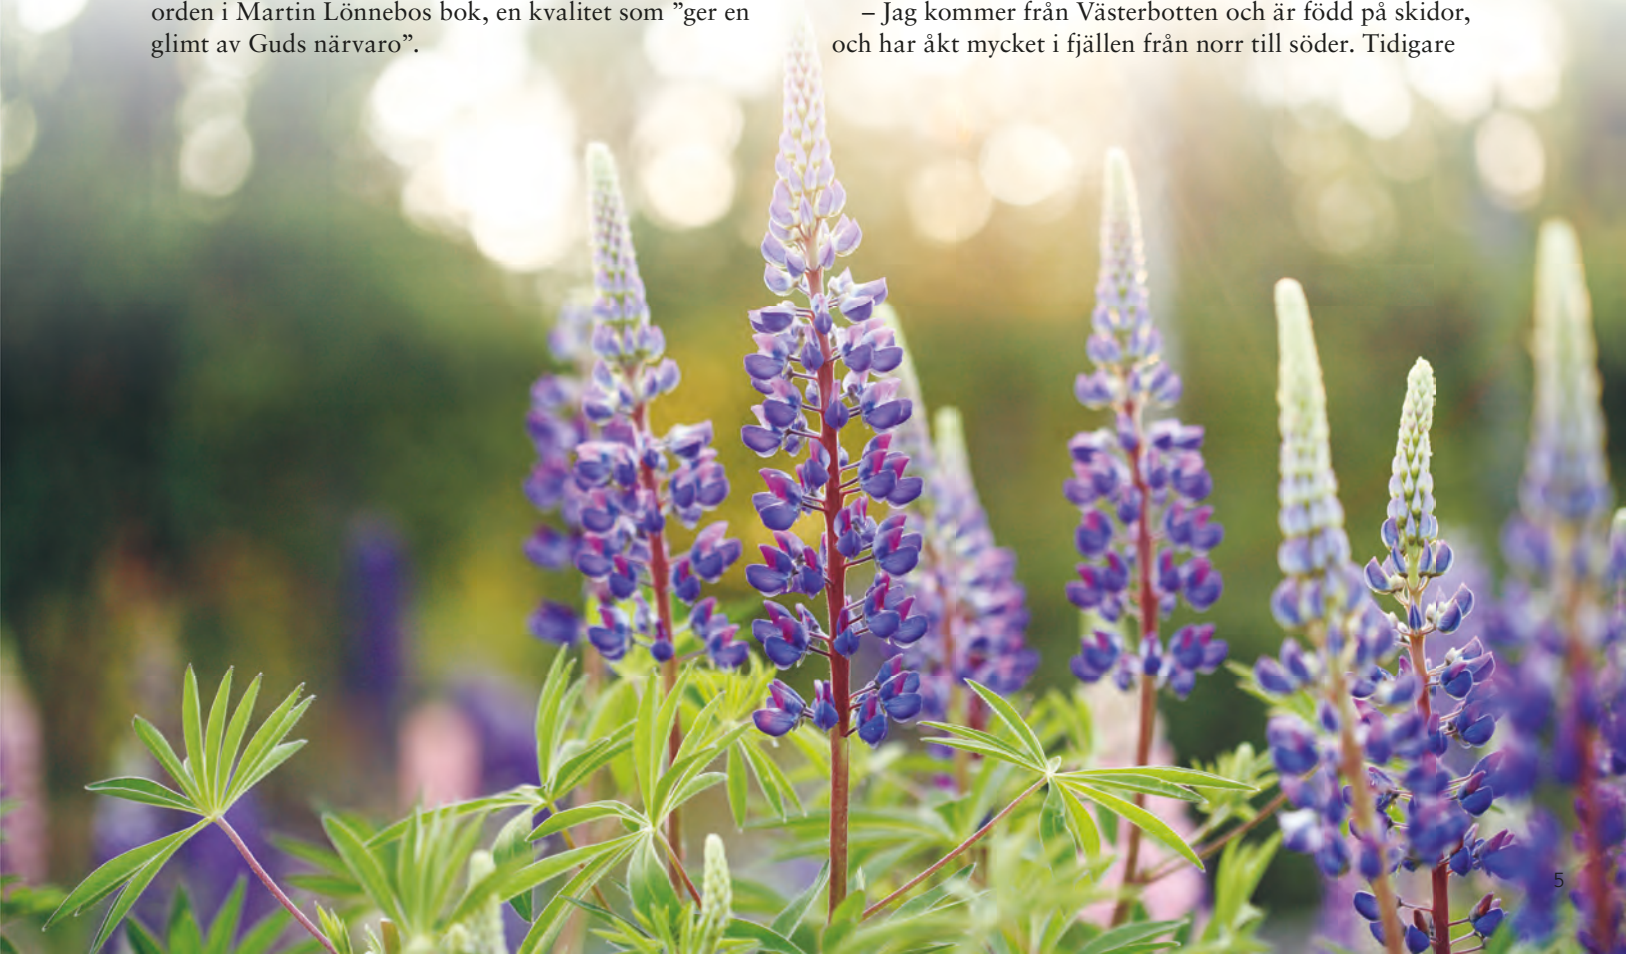 orden i Martin Lönnebos bok, en kvalitet som ”ger en
glimt av Guds närvaro”.
– Jag kommer från Västerbotten och är född på skidor,
och har åkt mycket i fjällen från norr till söder. Tidigare
5